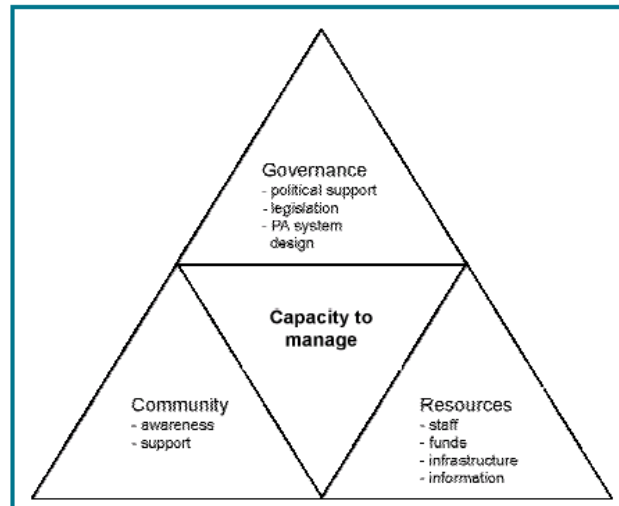 Governance
- political support
- legislation
- PA system
design
Capacity to
manage
Community
- awareness
- support
Resources
- staff
- funds
- infrastructure
- information